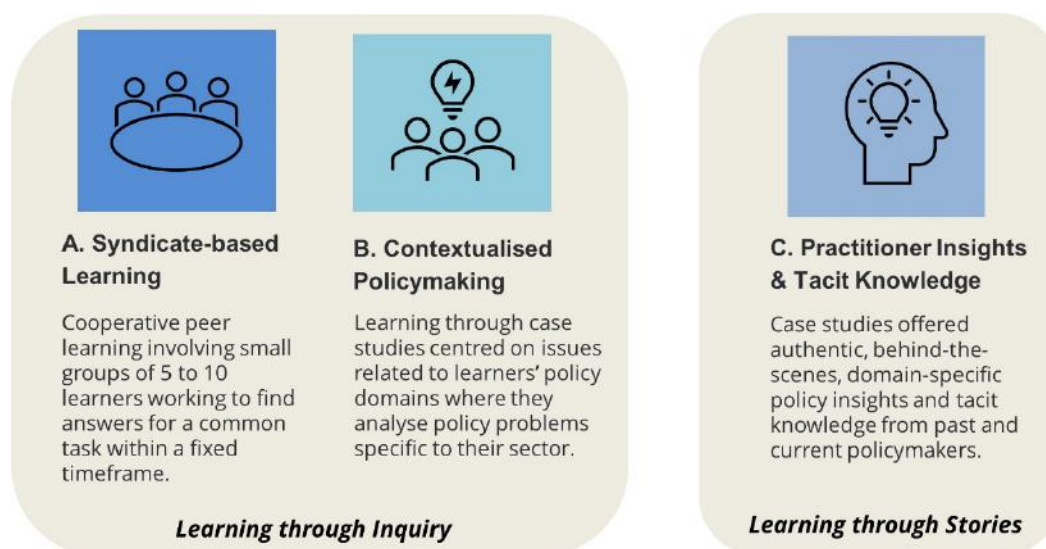 A. Syndicate-based
Learning
Cooperative peer
learning involving small
groups of 5 to 10
learners working to find
answers for a common
task within a fixed
timeframe.
B. Contextualised
Policymaking
Learning through case
studies centred on issues
related to learners’ policy
domains where they
analyse policy problems
specific to their sector.
Learning through Inquiry
C. Practitioner Insights
& Tacit Knowledge
Case studies offered
authentic, behind-the-
scenes, domain-specific
policy insights and tacit
knowledge from past and
current policymakers.
Learning through Stories